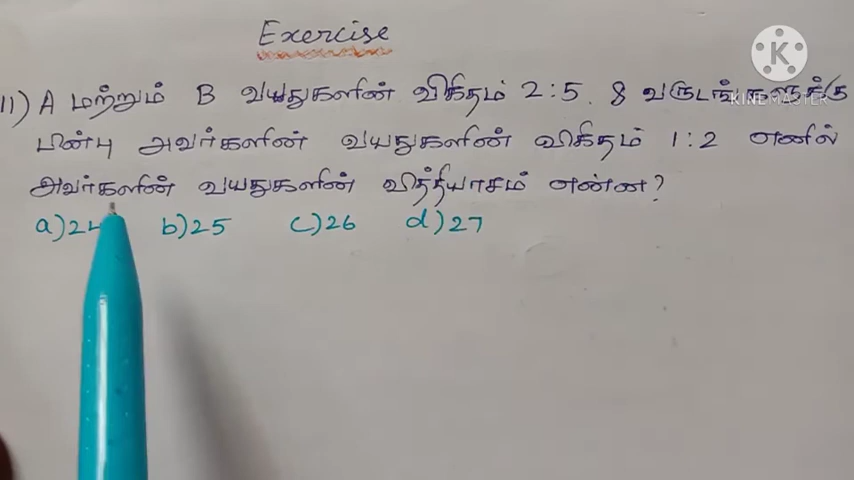 Exercise
11) A மற்றும் B வயதுகளின் விகிதம் 2:5. 8 வருடங்களுக்கு
பின்பு அவர்களின் வயதுகளின் விகிதம் 1:2 எனில்
அவர்களின் வயதுகளின் வித்தியாசம் என்ன?
a)24 b)25 c)26 d)27
KINEMASTER